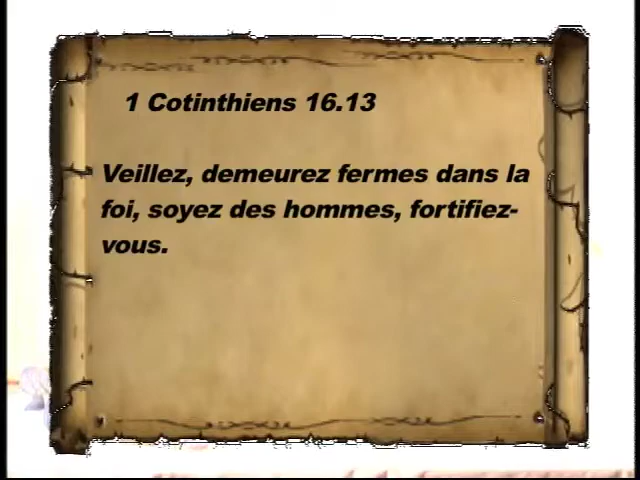 1 Cotinthiens 16.13
Veillez, demeurez fermes dans la
foi, soyez des hommes, fortifiez-
vous.